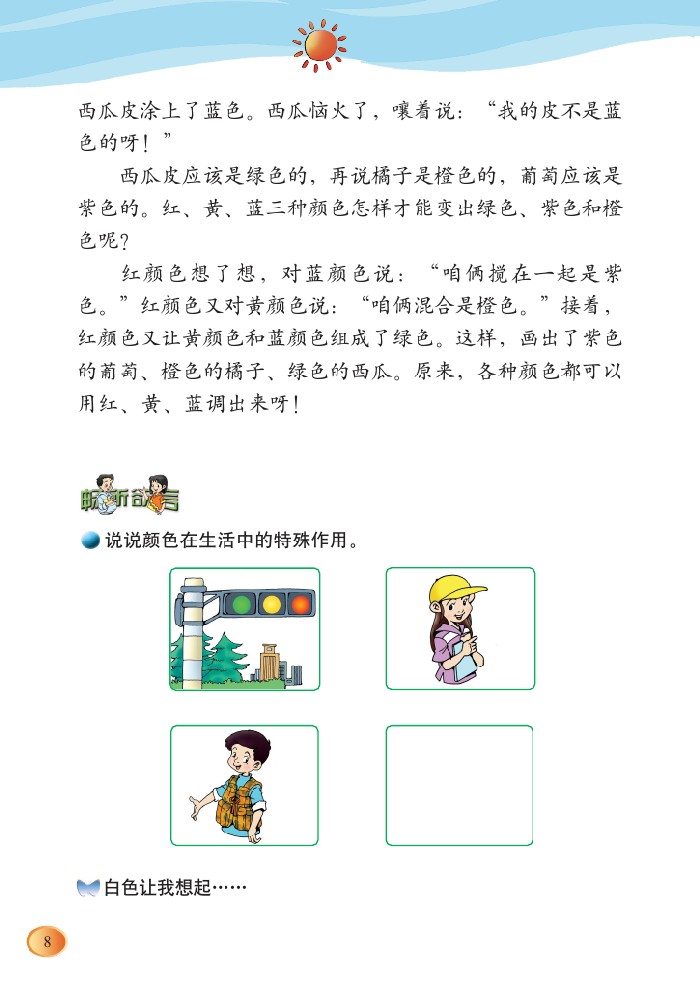 西瓜皮涂上了蓝色。西瓜恼火了，嚷着说：“我的皮不是蓝
色的呀！”
西瓜皮应该是绿色的，再说橘子是橙色的，葡萄应该是
紫色的。红、黄、蓝三种颜色怎样才能变出绿色、紫色和橙
色呢？
红颜色想了想，对蓝颜色说：“咱俩搅在一起是紫
色。”红颜色又对黄颜色说：“咱俩混合是橙色。”接着，
红颜色又让黄颜色和蓝颜色组成了绿色。这样，画出了紫色
的葡萄、橙色的橘子、绿色的西瓜。原来，各种颜色都可以
用红、黄、蓝调出来呀！
畅所欲言
说说颜色在生活中的特殊作用。
白色让我想起……
8